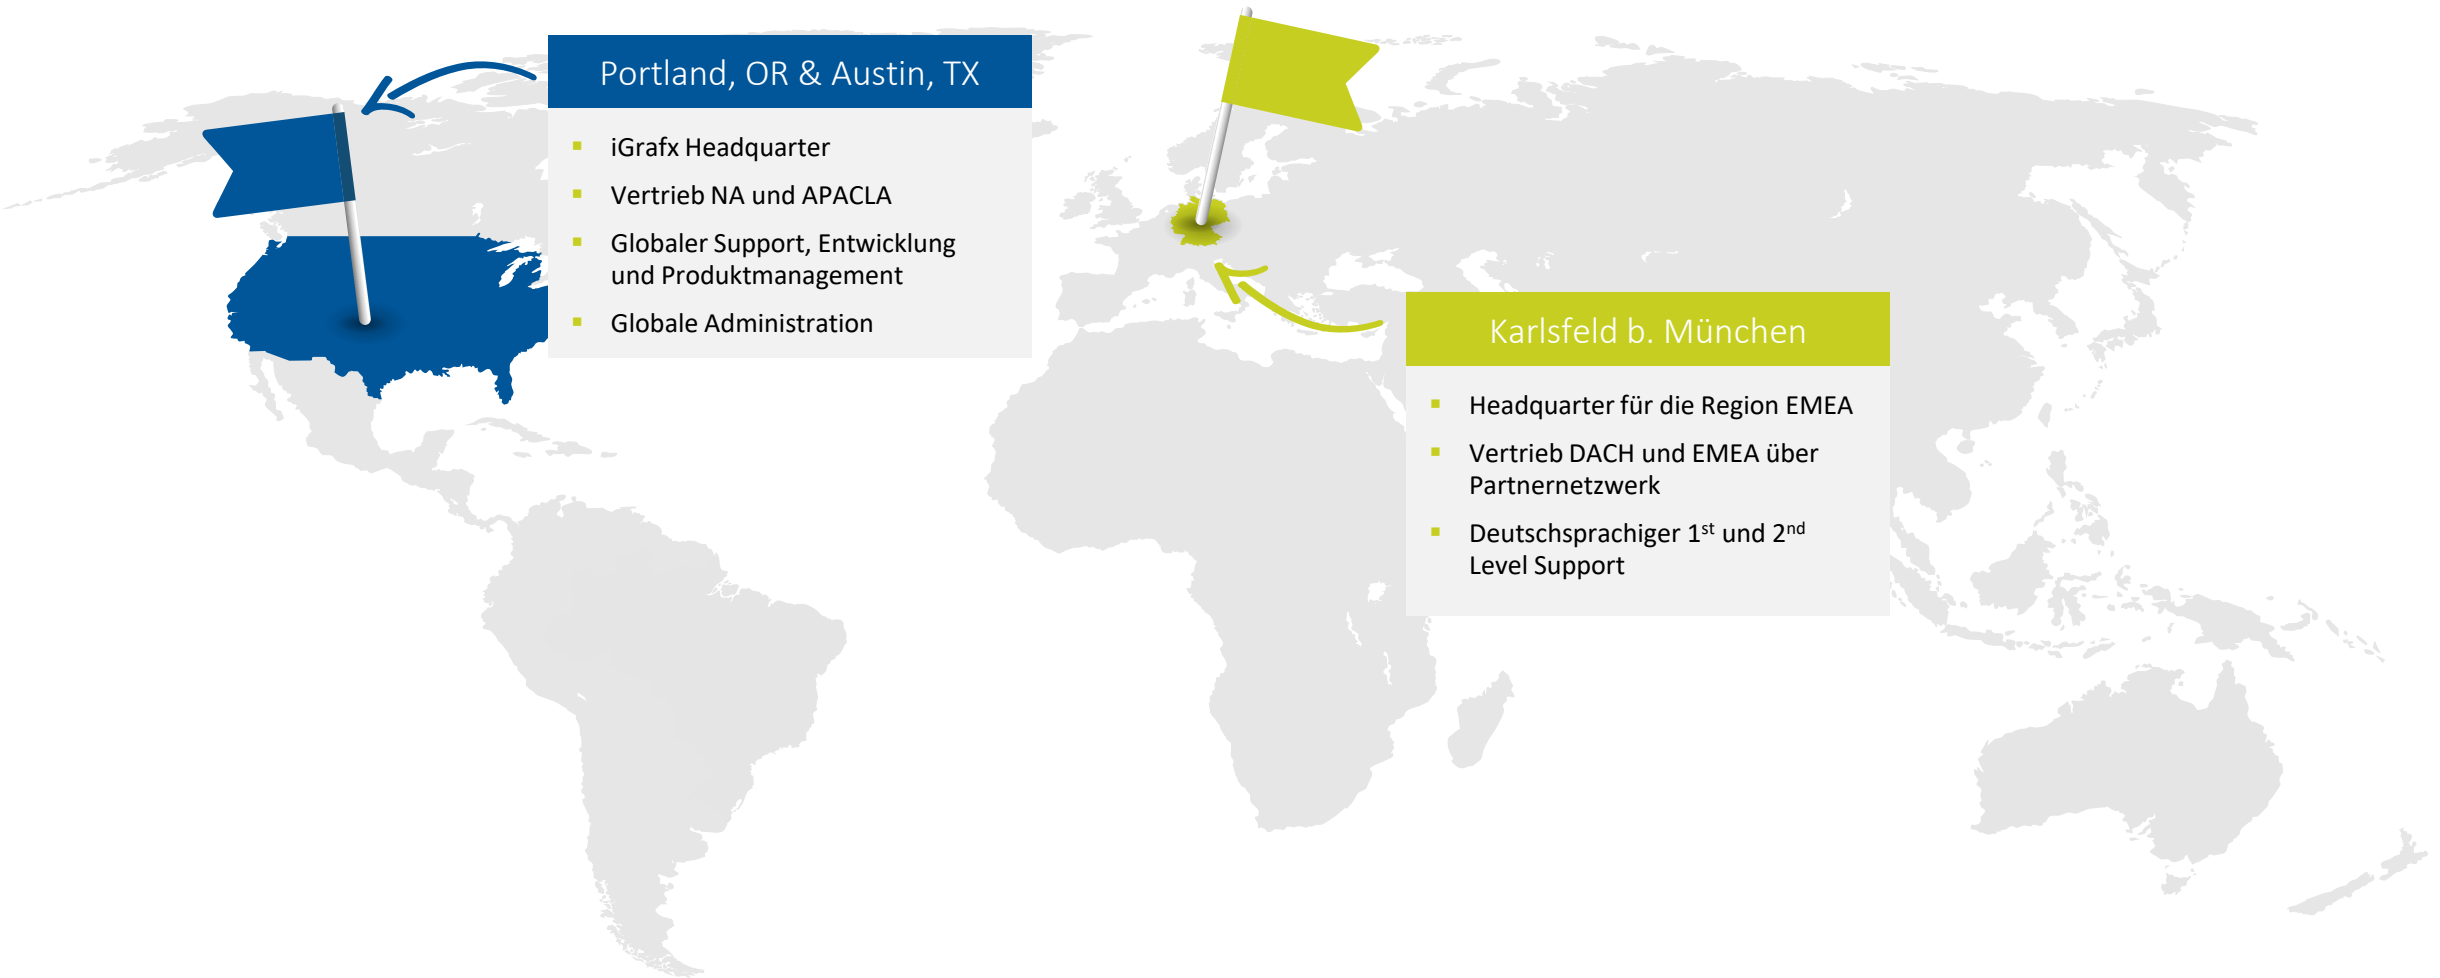 Portland, OR & Austin, TX
iGrafx Headquarter
Vertrieb NA und APACLA
Globaler Support, Entwicklung
und Produktmanagement
Globale Administration
Karlsfeld b. München
Headquarter für die Region EMEA
Vertrieb DACH und EMEA über
Partnernetzwerk
Deutschsprachiger 1st und 2nd
Level Support